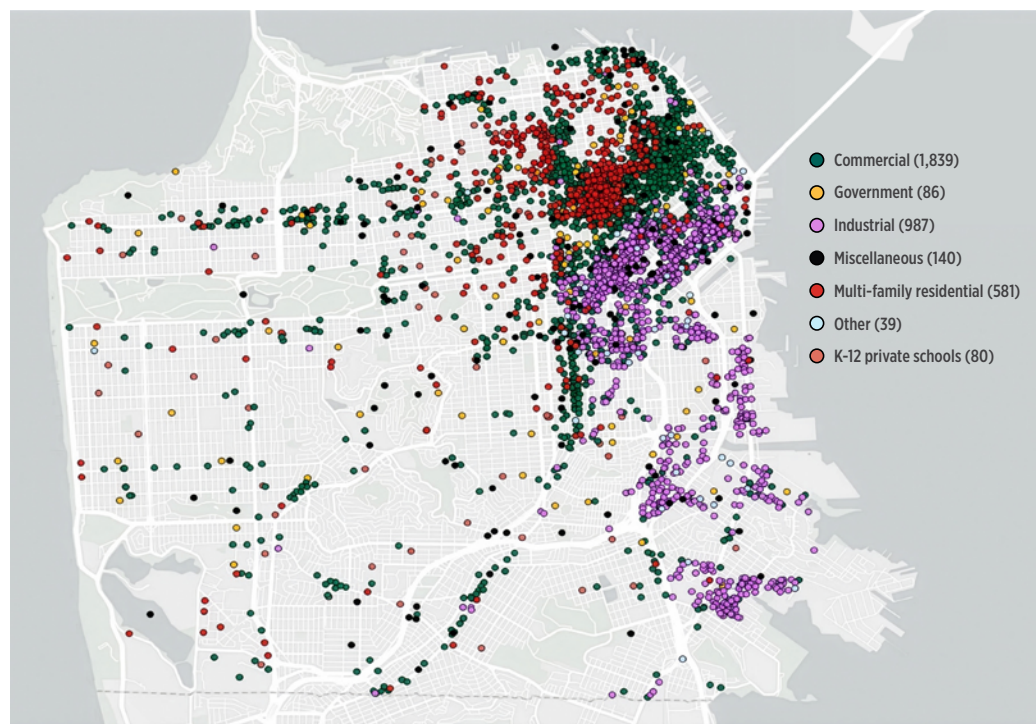 Commercial (1,839)
Government (86)
Industrial (987)
Miscellaneous (140)
Multi-family residential (581)
Other (39)
K-12 private schools (80)